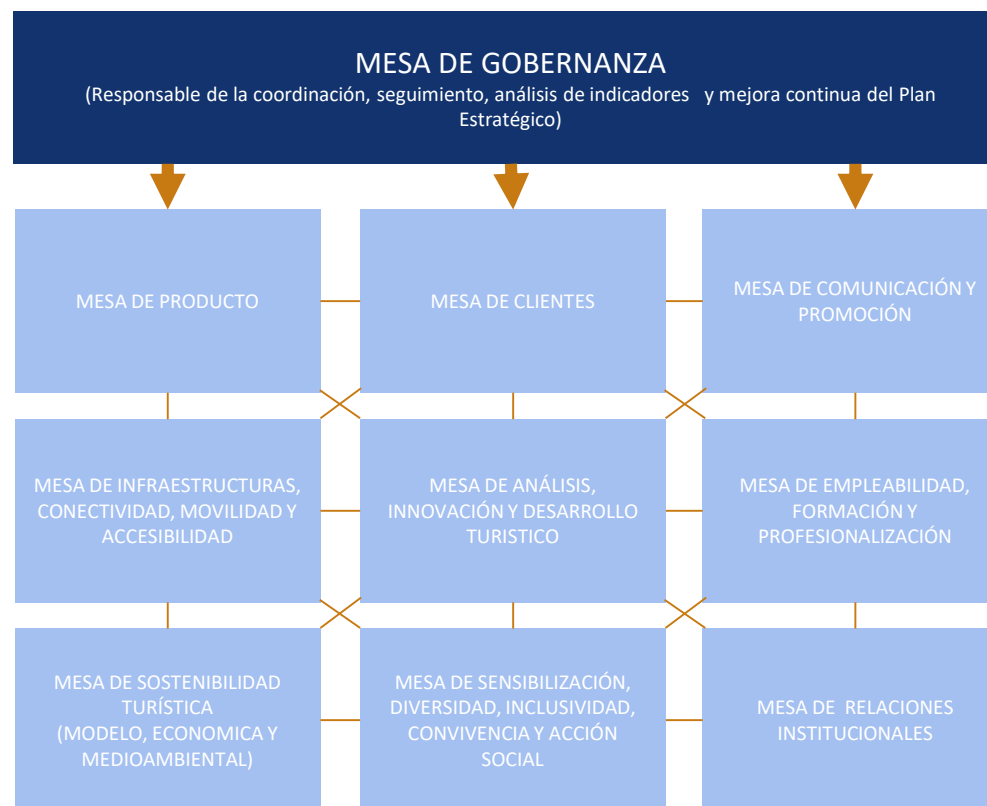 MESA DE GOBERNANZA
(Responsable de la coordinación, seguimiento, análisis de indicadores y mejora continua del Plan
Estratégico)
MESA DE PRODUCTO
MESA DE CLIENTES
MESA DE COMUNICACIÓN Y
PROMOCIÓN
MESA DE INFRAESTRUCTURAS,
CONECTIVIDAD, MOVILIDAD Y
ACCESIBILIDAD
MESA DE ANÁLISIS,
INNOVACIÓN Y DESARROLLO
TURISTICO
MESA DE EMPLEABILIDAD,
FORMACIÓN Y
PROFESIONALIZACIÓN
MESA DE SOSTENIBILIDAD
TURÍSTICA
(MODELO, ECONOMICA Y
MEDIOAMBIENTAL)
MESA DE SENSIBILIZACIÓN,
DIVERSIDAD, INCLUSIVIDAD,
CONVIVENCIA Y ACCIÓN
SOCIAL
MESA DE RELACIONES
INSTITUCIONALES